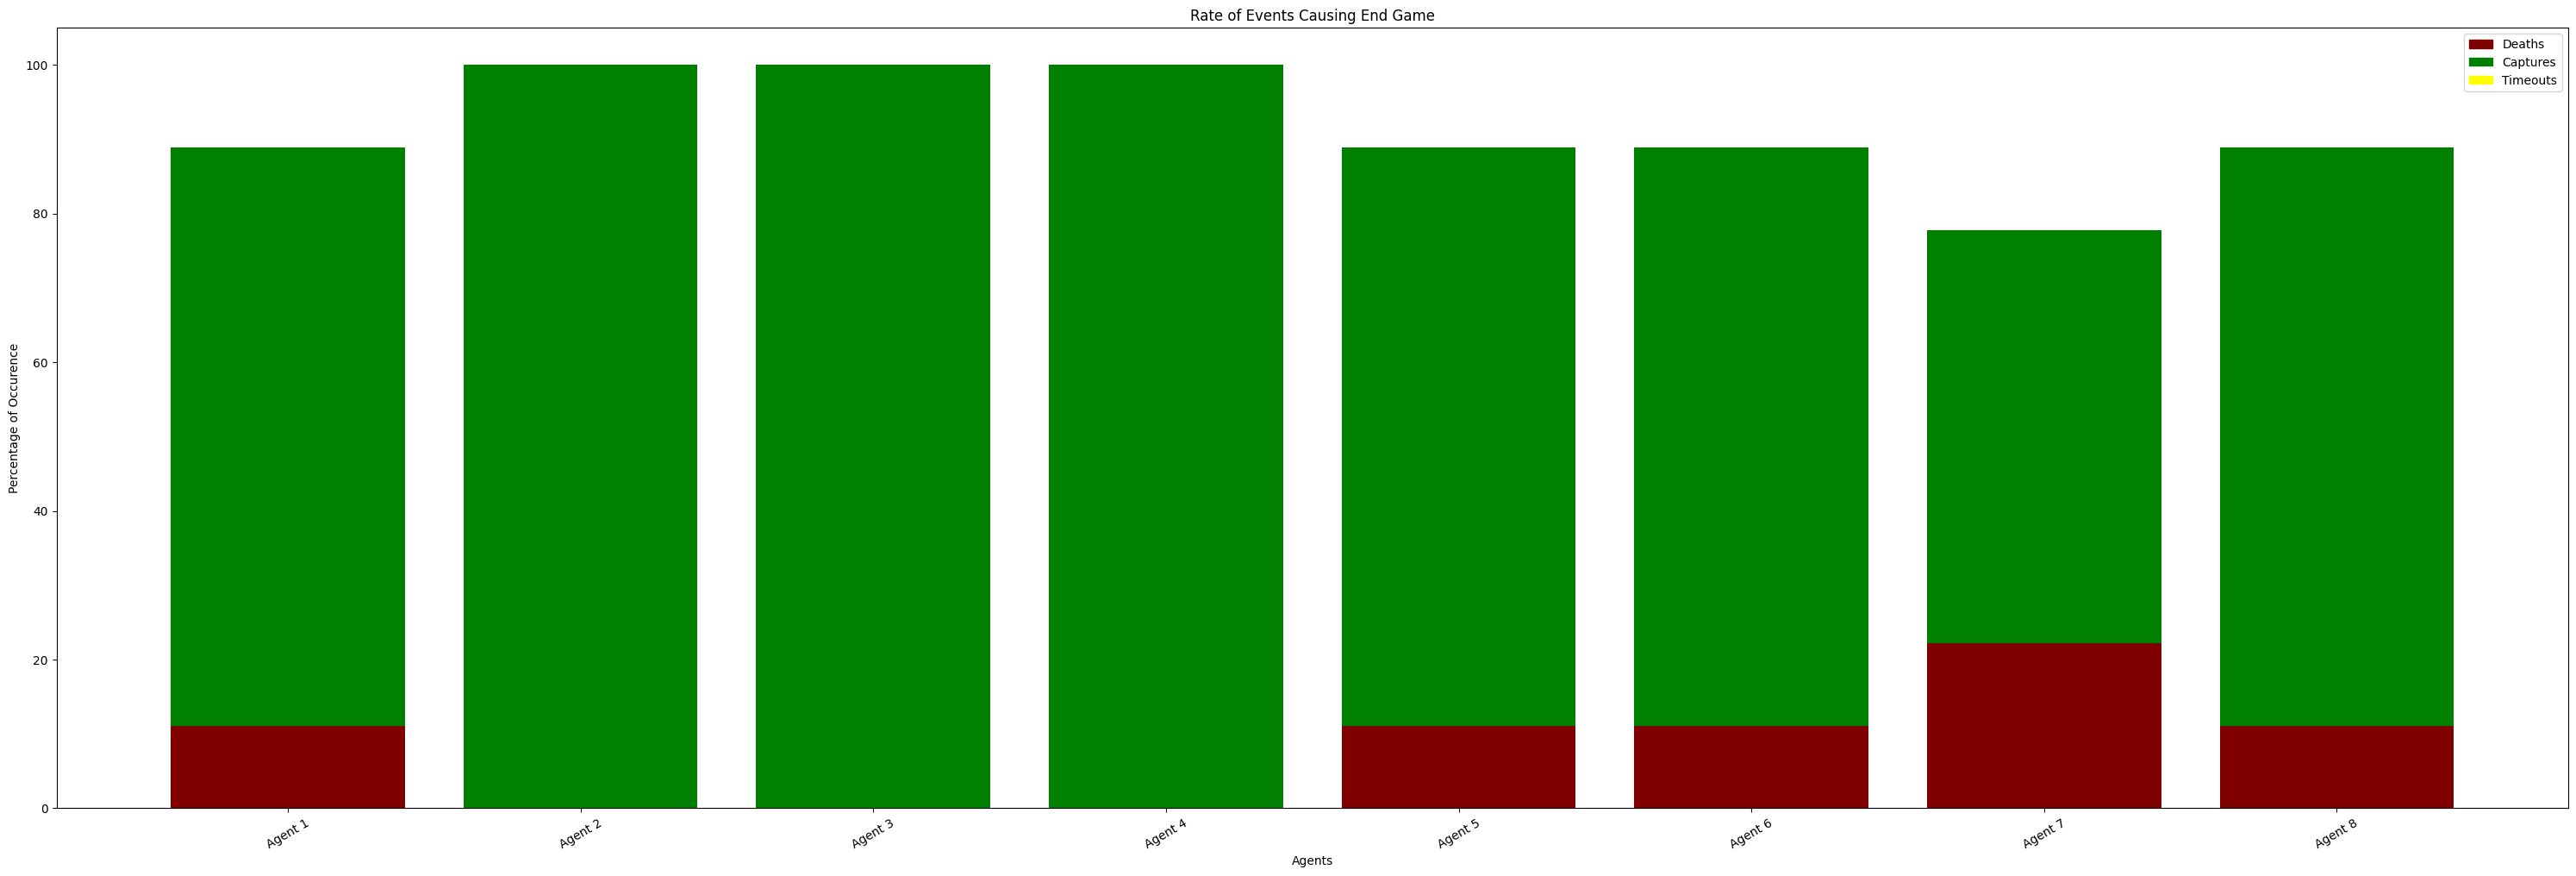 Rate of Events Causing End Game
Deaths
Captures
Timeouts
100
80
60
40
20
0
Percentage of Occurence
Agent 1
Agent 2
Agent 3
Agent 4
Agent 5
Agent 6
Agent 7
Agent 8
Agents